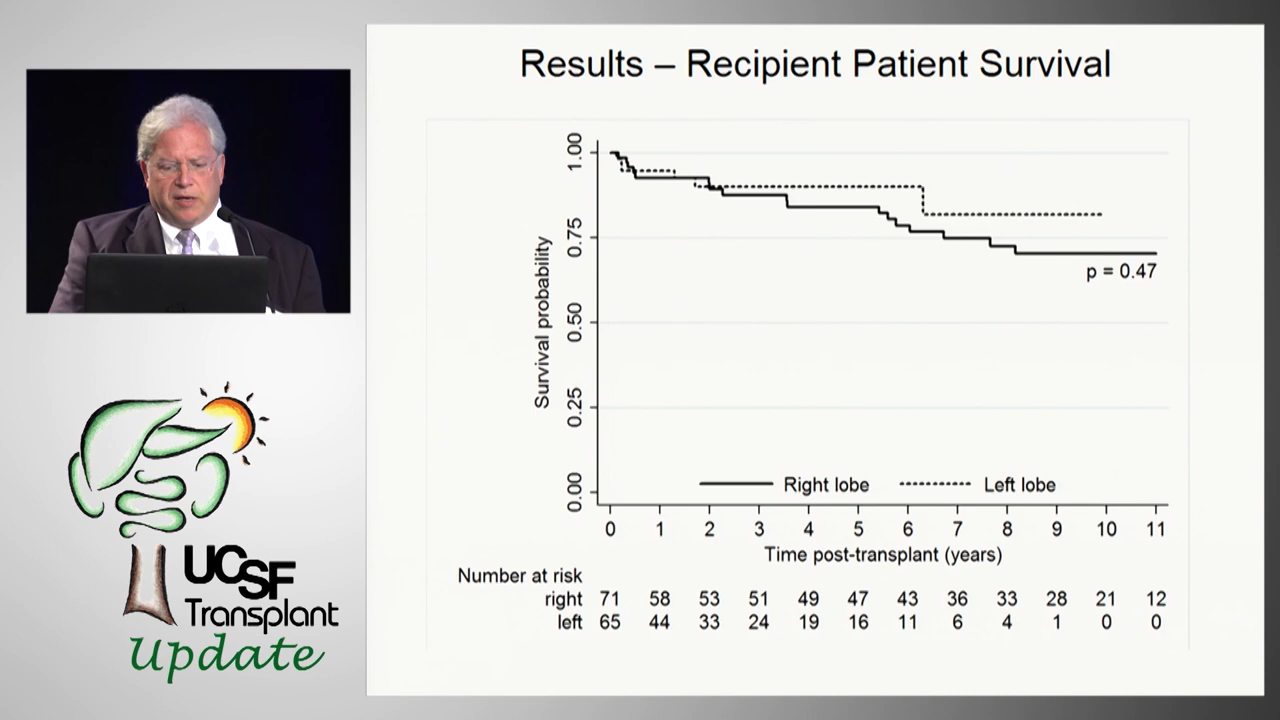 Results – Recipient Patient Survival
Survival probability
1.00
0.75
0.50
0.25
0.00
p = 0.47
Right lobe Left lobe
0 1 2 3 4 5 6 7 8 9 10 11
Time post-transplant (years)
Number at risk
right 71 58 53 51 49 47 43 36 33 28 21 12
left 65 44 33 24 19 16 11 6 4 1 0 0
UCSF
Transplant
Update